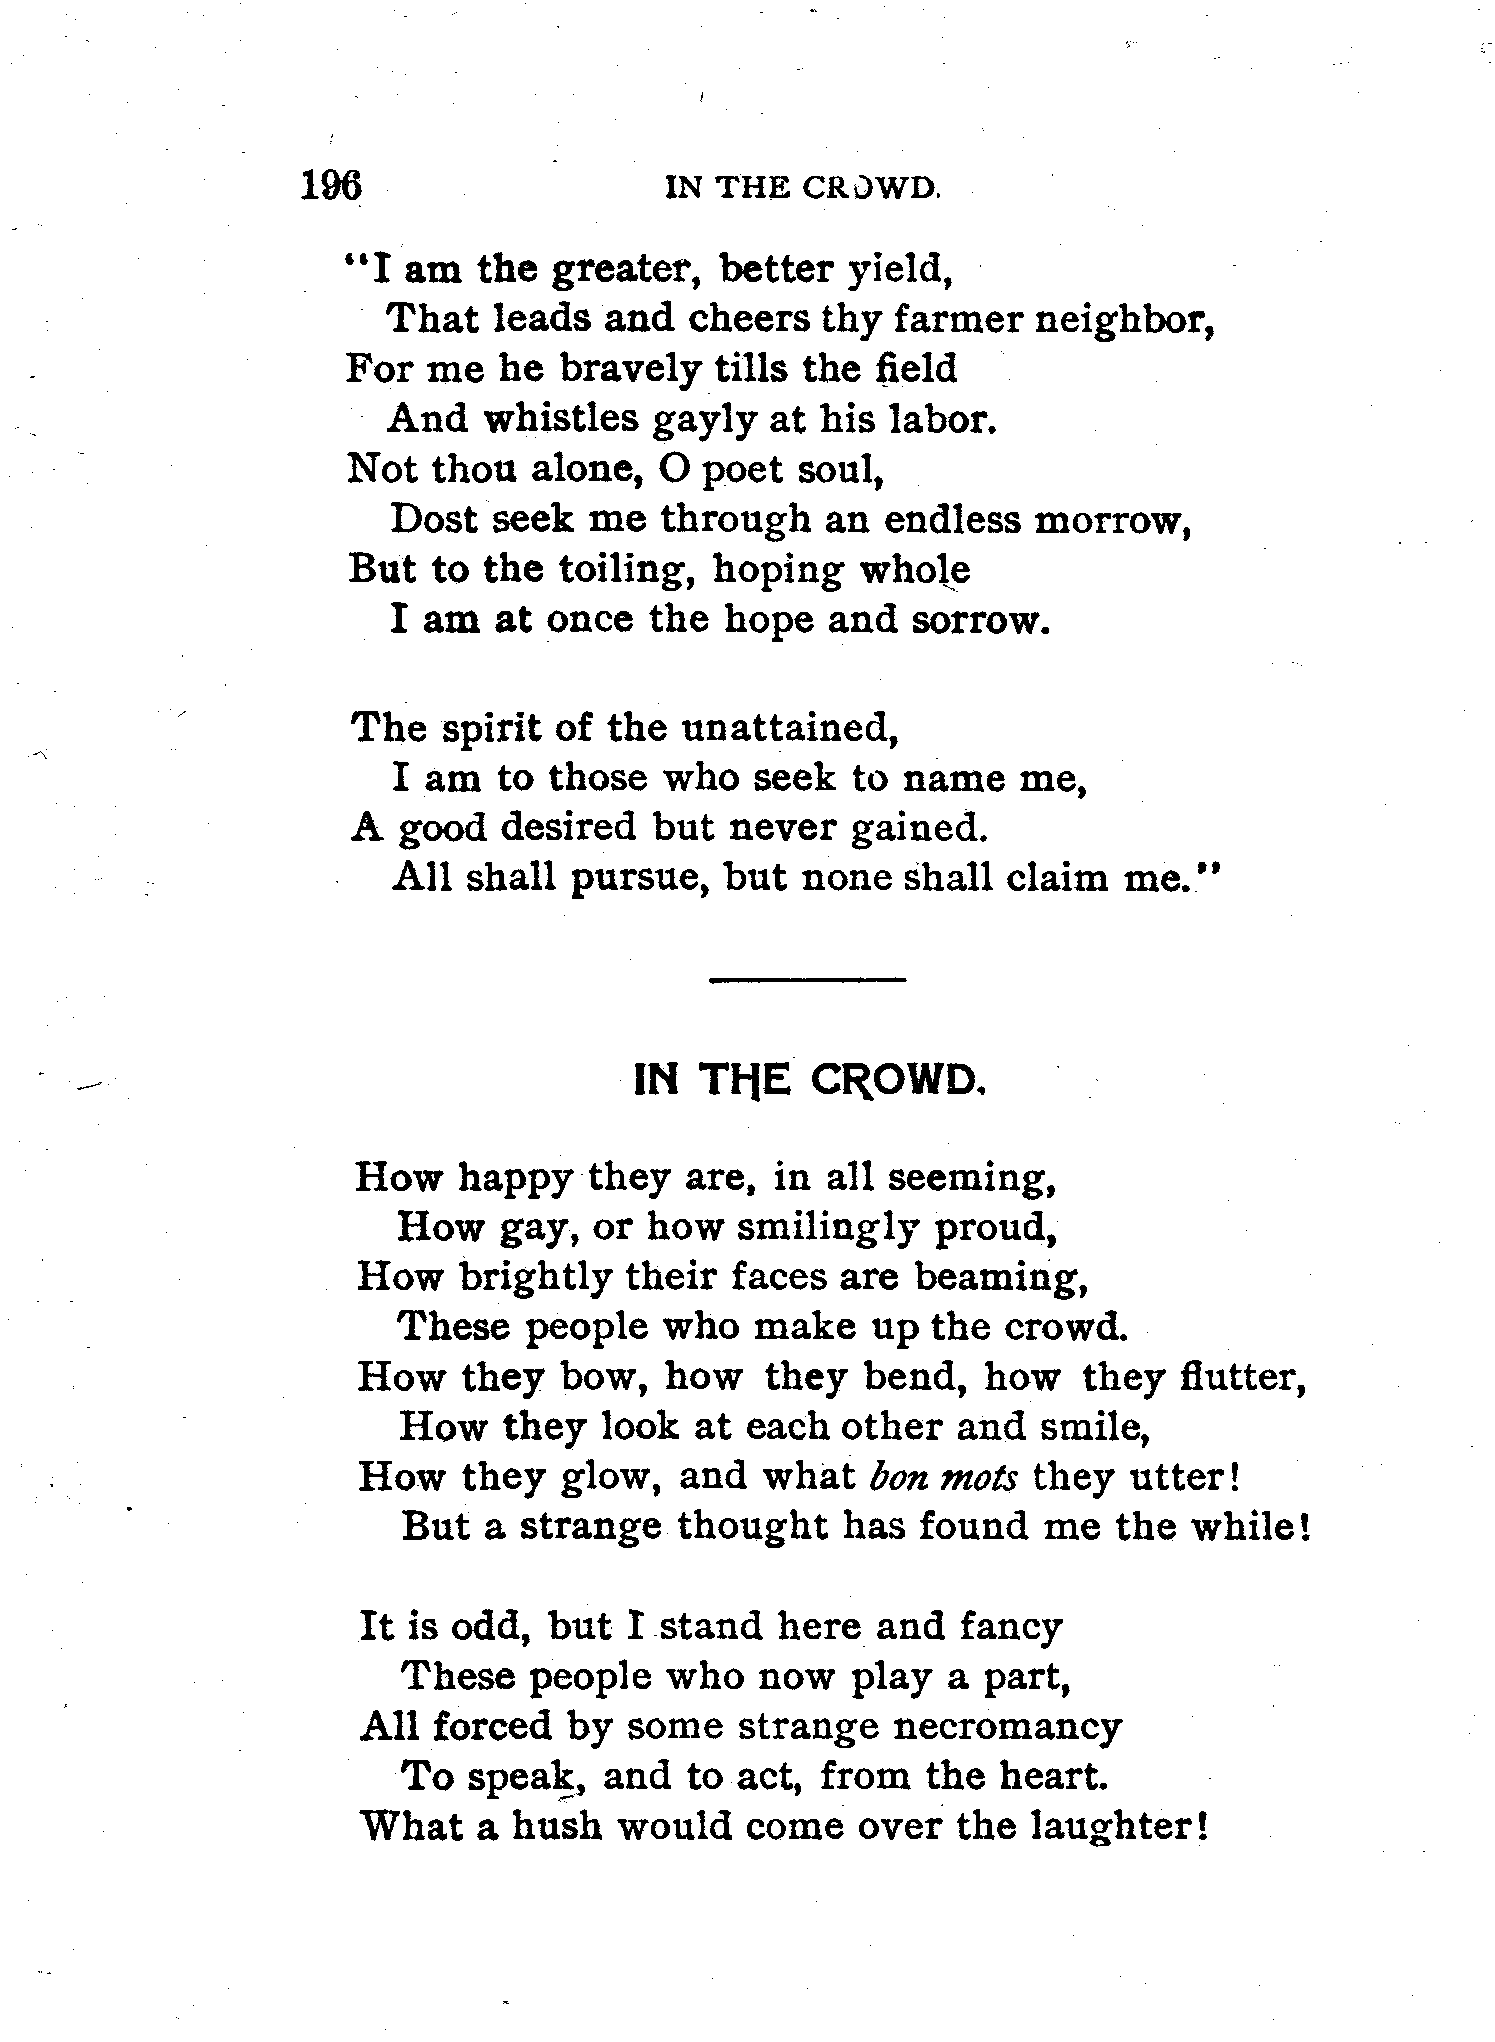 196 IN THE CROWD.
"I am the greater, better yield,
That leads and cheers thy farmer neighbor,
For me he bravely tills the field
And whistles gayly at his labor.
Not thou alone, O poet soul,
Dost seek me through an endless morrow,
But to the toiling, hoping whole
I am at once the hope and sorrow.
The spirit of the unattained,
I am to those who seek to name me,
A good desired but never gained.
All shall pursue, but none shall claim me."
IN THE CROWD.
How happy they are, in all seeming,
How gay, or how smilingly proud,
How brightly their faces are beaming,
These people who make up the crowd.
How they bow, how they bend, how they flutter,
How they look at each other and smile,
How they glow, and what bon mots they utter!
But a strange thought has found me the while!
It is odd, but I stand here and fancy
These people who now play a part,
All forced by some strange necromancy
To speak, and to act, from the heart.
What a hush would come over the laughter!